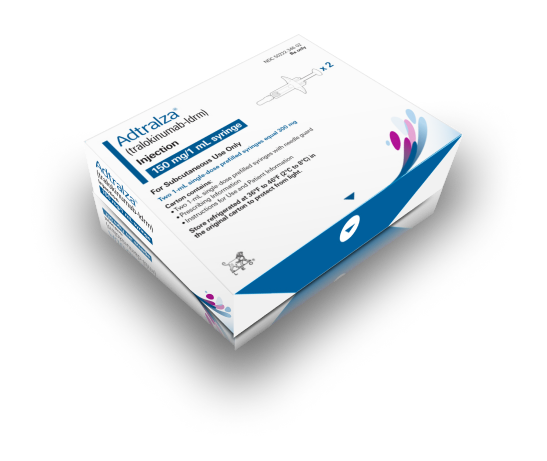 Rx only
x 2
Adtralza®
(tralokinumab-ldrm)
Injection
150 mg/1 mL syringe
For Subcutaneous Use Only
Two 1-mL single-dose prefilled syringes equal 300 mg
Carton contains:
• Two 1-mL single-dose prefilled syringes with needle guard
• Prescribing Information
• Instructions for Use and Patient Information
Store refrigerated at 36°F to 46°F (2°C to 8°C) in
the original carton to protect from light.
Adtralza®
(tralokinumab-ldrm)